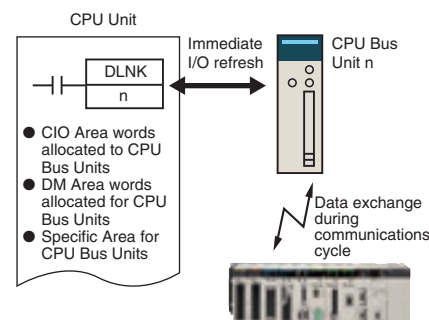 CPU Unit
DLNK
n
● CIO Area words
allocated to CPU
Bus Units
● DM Area words
allocated for CPU
Bus Units
● Specific Area for
CPU Bus Units
Immediate
I/O refresh
CPU Bus
Unit n
Data exchange
during
communications
cycle